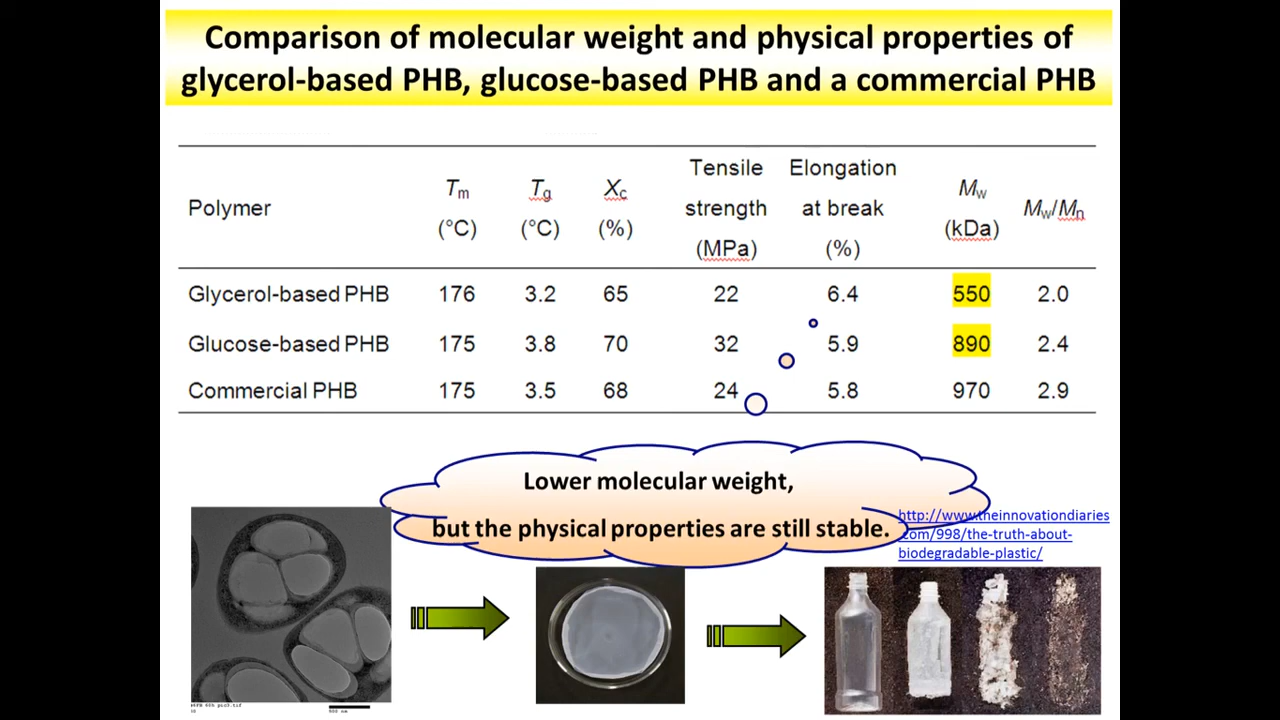 Comparison of molecular weight and physical properties of
glycerol-based PHB, glucose-based PHB and a commercial PHB
Polymer Tm (°C) Tg (°C) Xc (%) Tensile strength (MPa) Elongation at break (%) Mw (kDa) Mw/Mn
Glycerol-based PHB 176 3.2 65 22 6.4 550 2.0
Glucose-based PHB 175 3.8 70 32 5.9 890 2.4
Commercial PHB 175 3.5 68 24 5.8 970 2.9
Lower molecular weight,
but the physical properties are still stable.
http://www.theinnovationdiaries
.com/998/the-truth-about-
biodegradable-plastic/